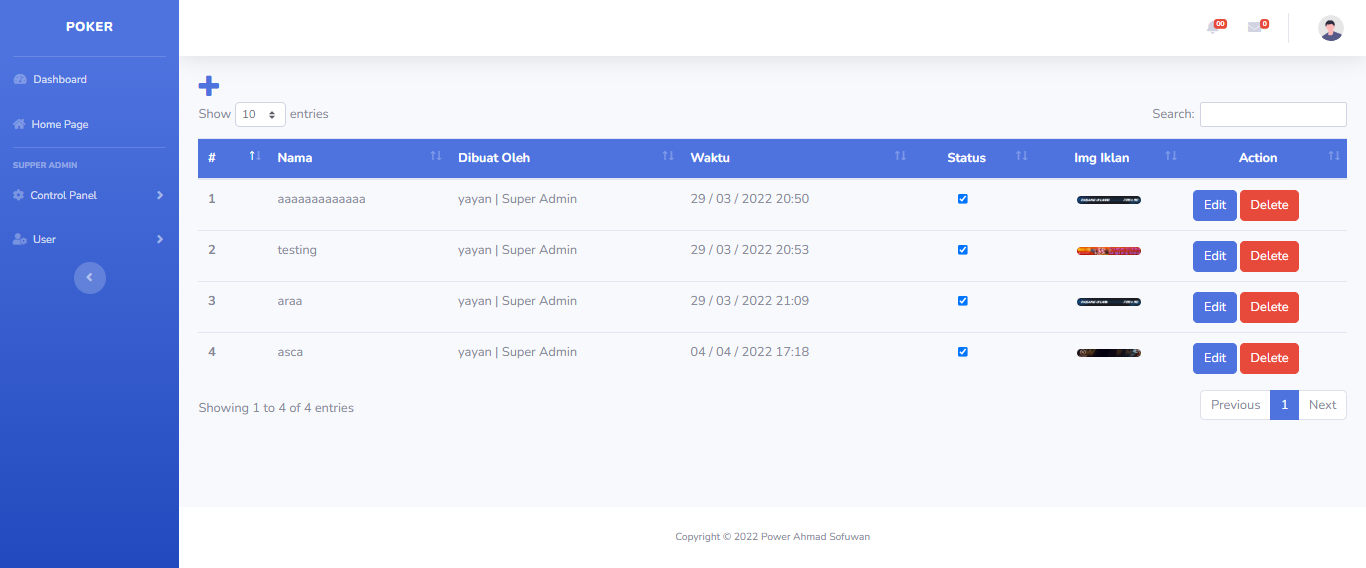 POKER
00
0
Dashboard
Home Page
SUPPER ADMIN
Control Panel
User
Show 10 entries
Search:
# Nama Dibuat Oleh Waktu Status Img Iklan Action
1 aaaaaaaaaaaaa yayan | Super Admin 29 / 03 / 2022 20:50 Edit Delete
2 testing yayan | Super Admin 29 / 03 / 2022 20:53 Edit Delete
3 araa yayan | Super Admin 29 / 03 / 2022 21:09 Edit Delete
4 asca yayan | Super Admin 04 / 04 / 2022 17:18 Edit Delete
Showing 1 to 4 of 4 entries
Previous 1 Next
Copyright © 2022 Power Ahmad Sofuwan